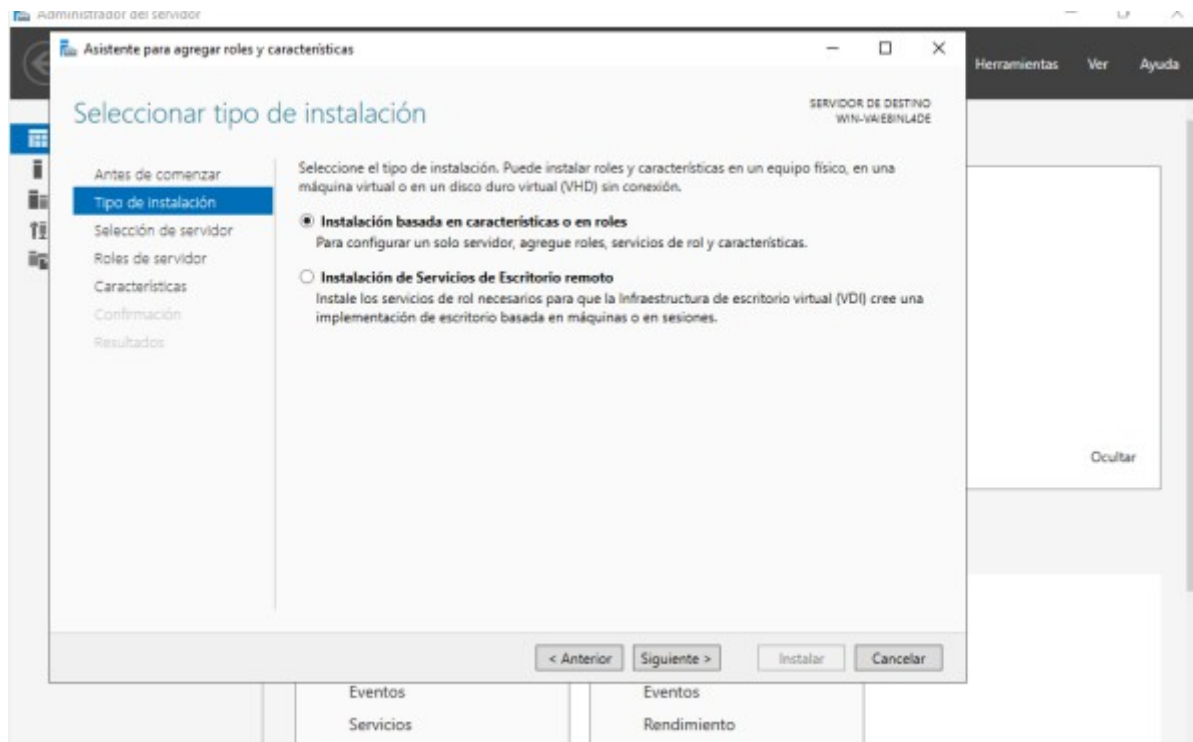 Administrador del servidor
Asistente para agregar roles y características
Herramientas Ver Ayuda
Seleccionar tipo de instalación
SERVIDOR DE DESTINO
WIN-VAIEBINL4DE
Antes de comenzar
Tipo de instalación
Selección de servidor
Roles de servidor
Características
Confirmación
Resultados
Seleccione el tipo de instalación. Puede instalar roles y características en un equipo físico, en una
máquina virtual o en un disco duro virtual (VHD) sin conexión.
Instalación basada en características o en roles
Para configurar un solo servidor, agregue roles, servicios de rol y características.
Instalación de Servicios de Escritorio remoto
Instale los servicios de rol necesarios para que la Infraestructura de escritorio virtual (VDI) cree una
implementación de escritorio basada en máquinas o en sesiones.
Ocultar
< Anterior Siguiente > Instalar Cancelar
Eventos Eventos
Servicios Rendimiento